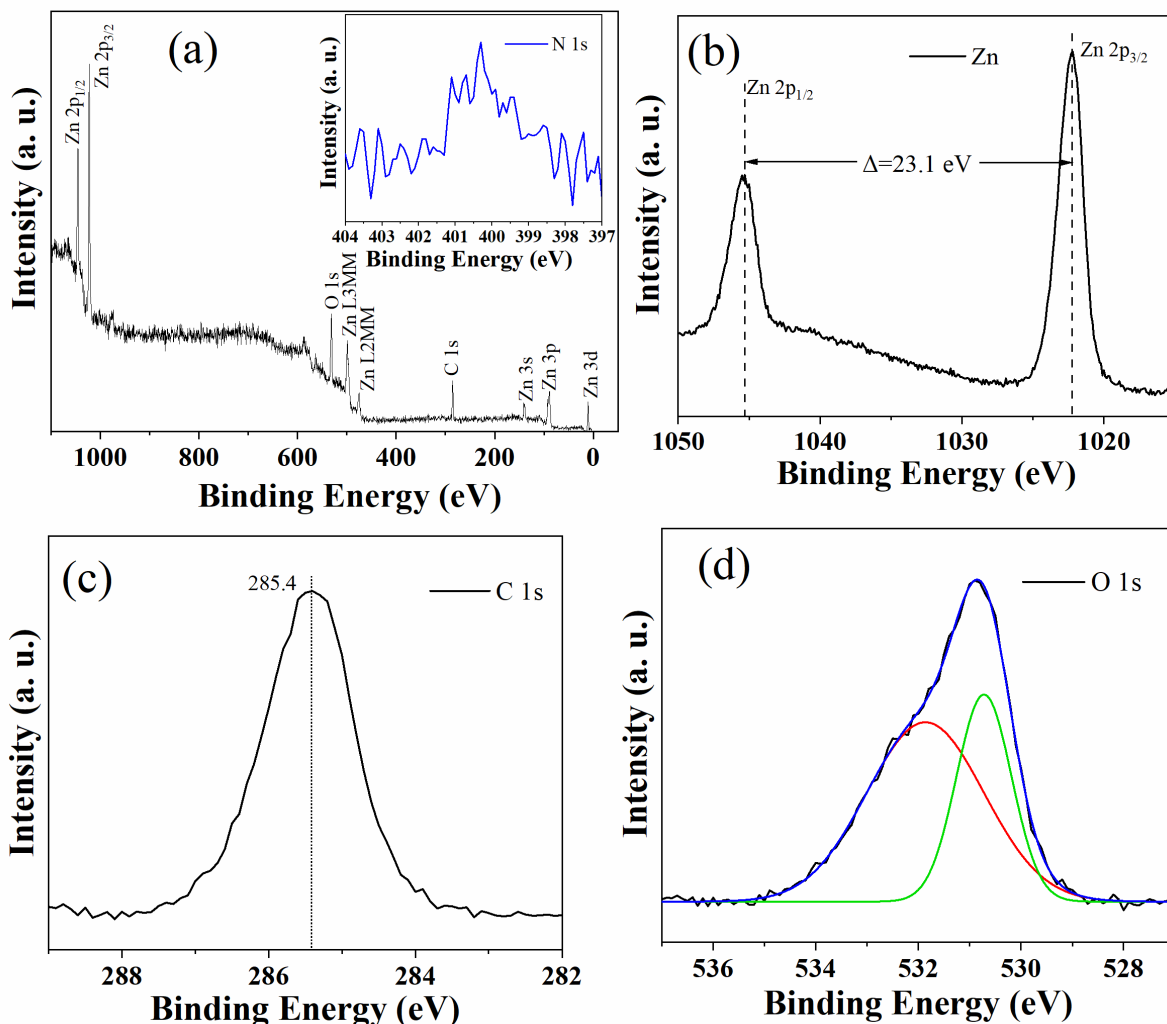 (a)
Zn 2p1/2
Zn 2p3/2
O 1s
Zn L3MM
Zn L2MM
C 1s
Zn 3s
Zn 3p
Zn 3d
Intensity (a. u.)
1000 800 600 400 200 0
Binding Energy (eV)
N 1s
Intensity (a. u.)
404 403 402 401 400 399 398 397
Binding Energy (eV)
(b)
Zn
Zn 2p3/2
Zn 2p1/2
Δ=23.1 eV
Intensity (a. u.)
1050 1040 1030 1020
Binding Energy (eV)
(c)
285.4
C 1s
Intensity (a. u.)
288 286 284 282
Binding Energy (eV)
(d)
O 1s
Intensity (a. u.)
536 534 532 530 528
Binding Energy (eV)